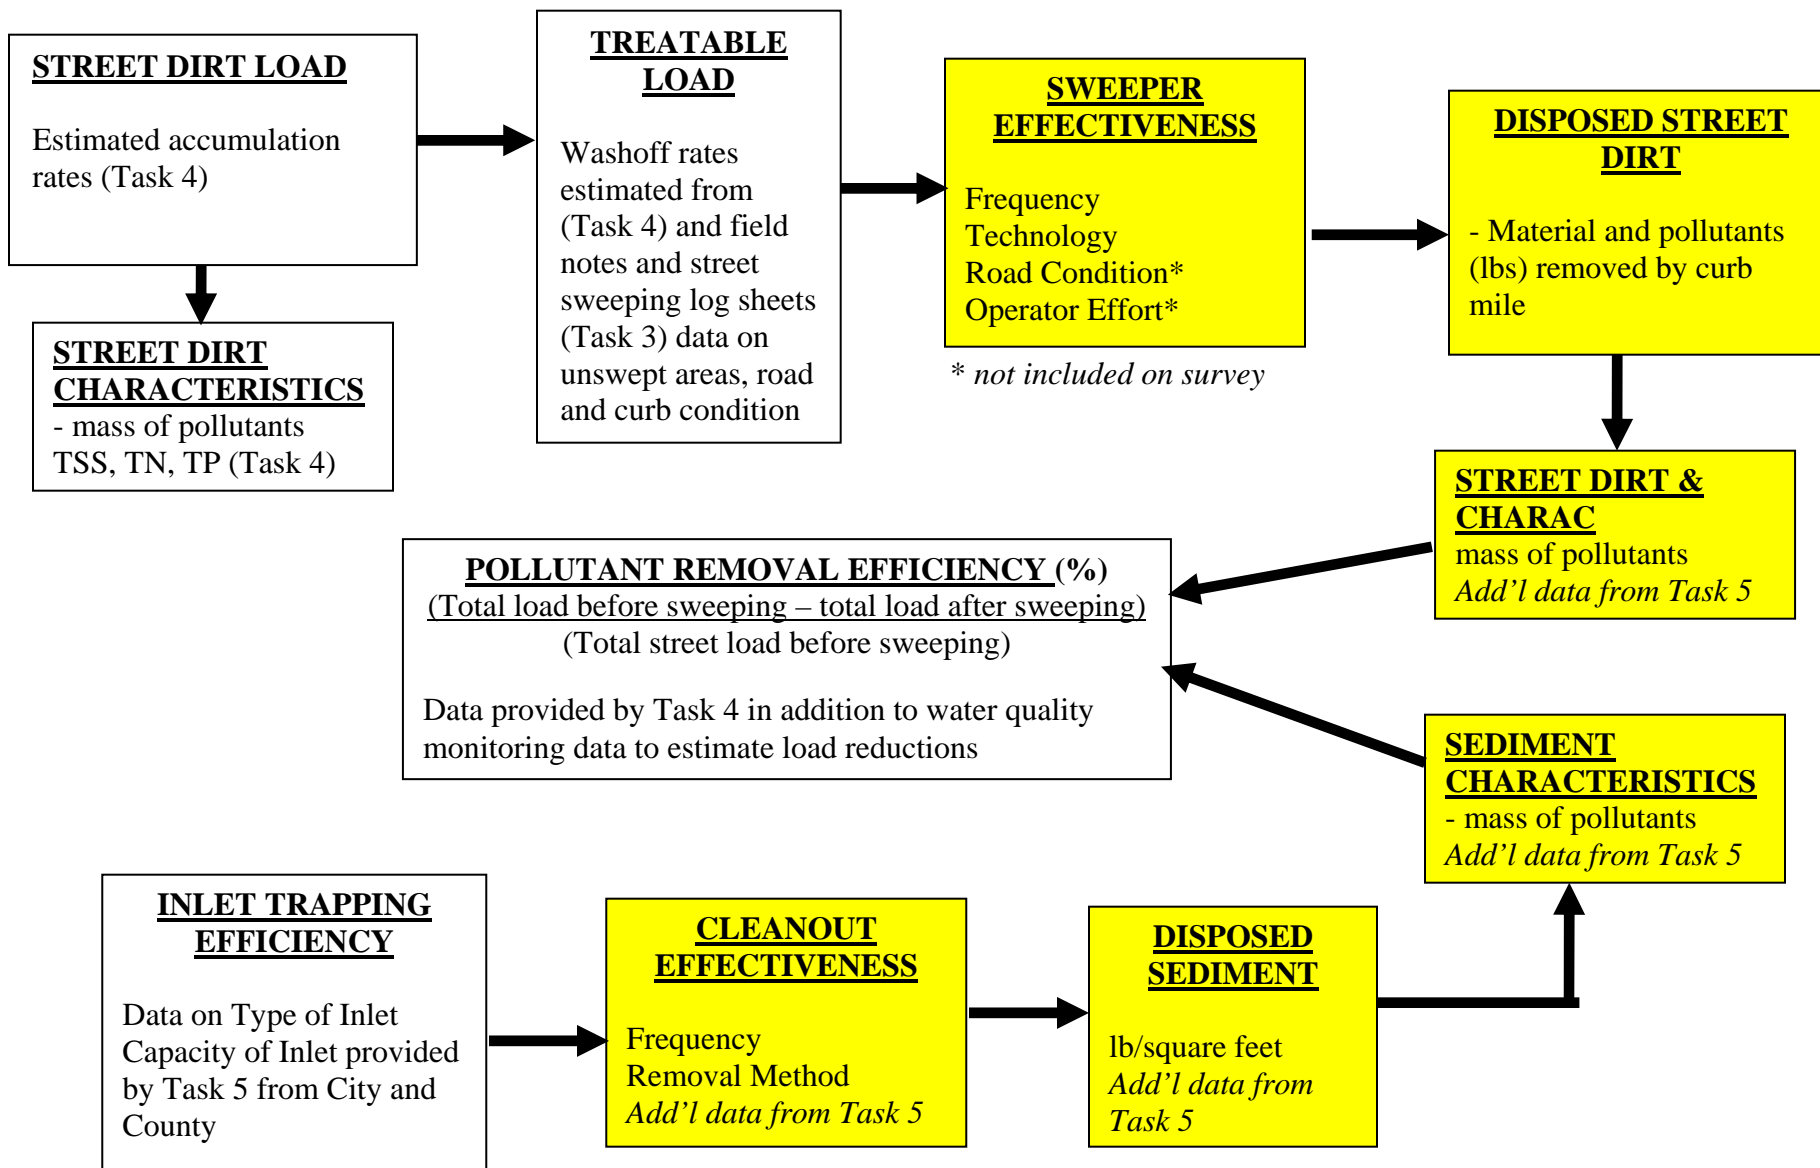 STREET DIRT LOAD
Estimated accumulation
rates (Task 4)
TREATABLE
LOAD
Washoff rates
estimated from
(Task 4) and field
notes and street
sweeping log sheets
(Task 3) data on
unswept areas, road
and curb condition
SWEEPER
EFFECTIVENESS
Frequency
Technology
Road Condition*
Operator Effort*
* not included on survey
DISPOSED STREET
DIRT
- Material and pollutants
(lbs) removed by curb
mile
STREET DIRT
CHARACTERISTICS
- mass of pollutants
TSS, TN, TP (Task 4)
STREET DIRT &
CHARAC
mass of pollutants
Add’l data from Task 5
POLLUTANT REMOVAL EFFICIENCY (%)
(Total load before sweeping – total load after sweeping)
(Total street load before sweeping)
Data provided by Task 4 in addition to water quality
monitoring data to estimate load reductions
SEDIMENT
CHARACTERISTICS
- mass of pollutants
Add’l data from Task 5
INLET TRAPPING
EFFICIENCY
Data on Type of Inlet
Capacity of Inlet provided
by Task 5 from City and
County
CLEANOUT
EFFECTIVENESS
Frequency
Removal Method
Add’l data from Task 5
DISPOSED
SEDIMENT
lb/square feet
Add’l data from
Task 5